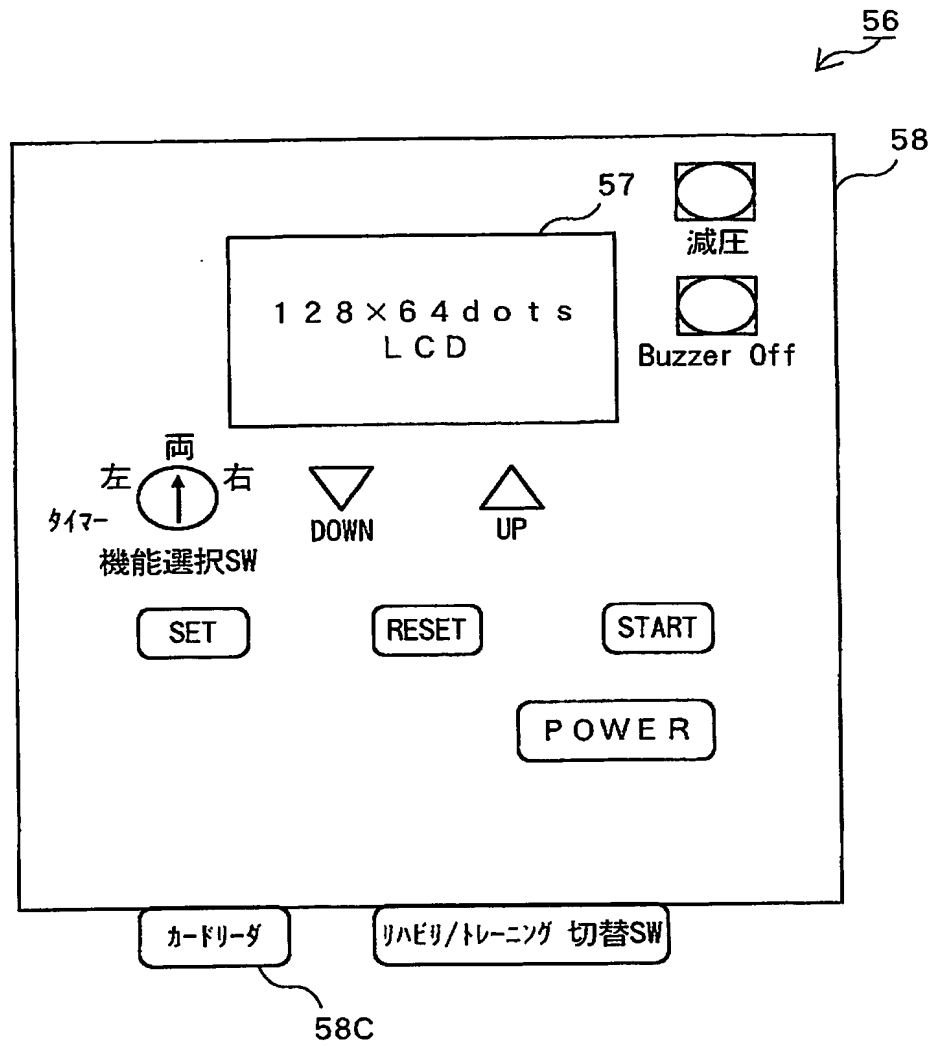 56
58
57
減圧
128×64dots
LCD
Buzzer Off
両
左 右
タイマー
DOWN UP
機能選択SW
SET RESET START
POWER
カードリーダ リハビリ/トレーニング 切替SW
58C